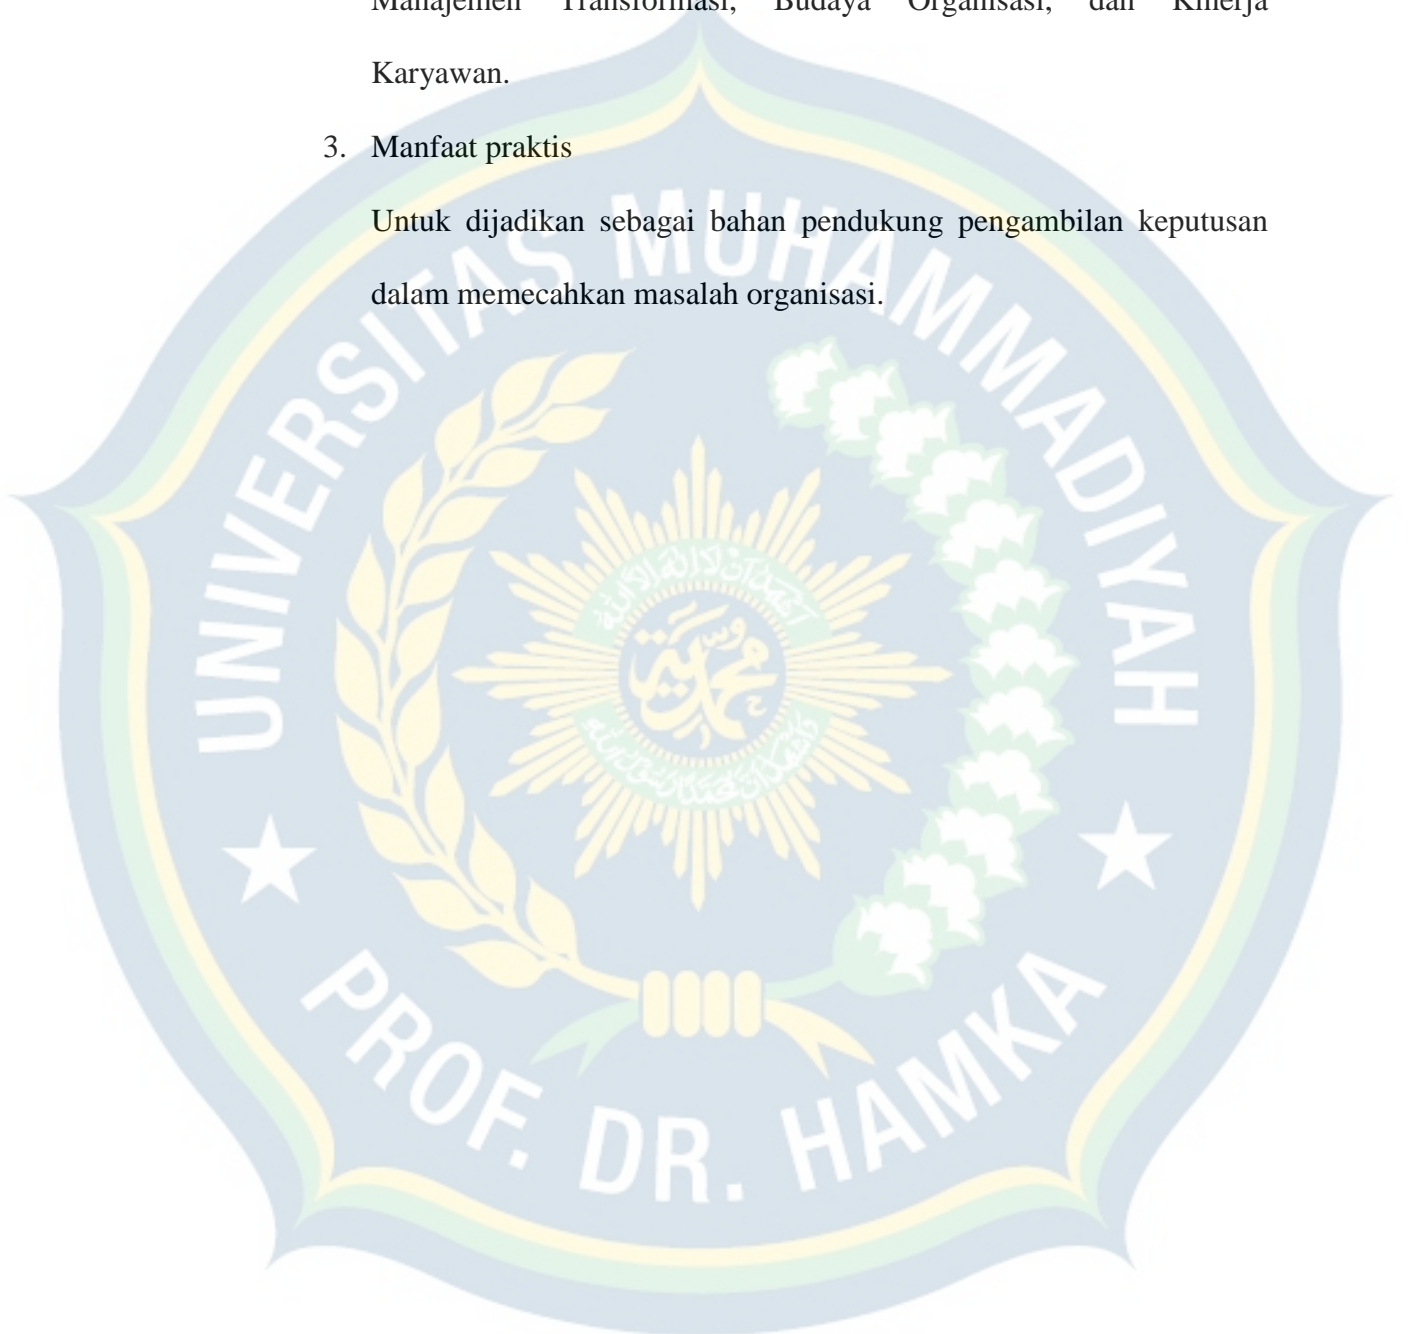 Manajemen Transformasi, Budaya Organisasi, dan Kinerja
Karyawan.
3. Manfaat praktis
Untuk dijadikan sebagai bahan pendukung pengambilan keputusan
dalam memecahkan masalah organisasi.
UNIVERSITAS MUHAMMADIYAH
محمدية
PROF. DR. HAMKA